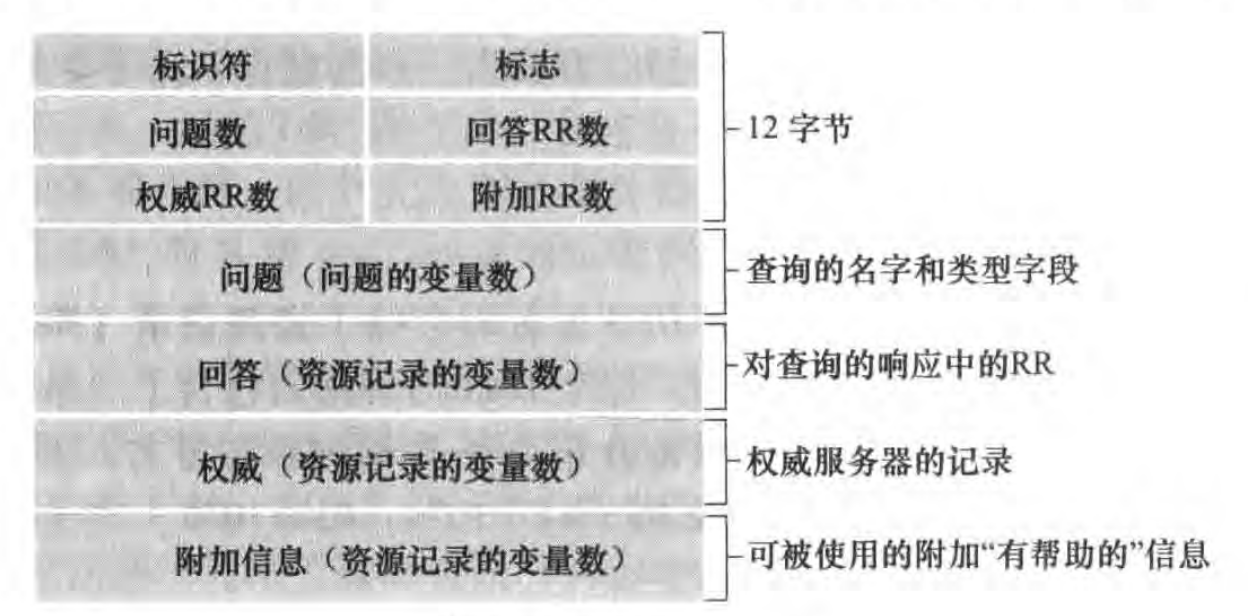 标识符 标志
问题数 回答RR数
12 字节
权威RR数 附加RR数
问题（问题的变量数）
查询的名字和类型字段
回答（资源记录的变量数）
对查询的响应中的RR
权威（资源记录的变量数）
权威服务器的记录
附加信息（资源记录的变量数）
可被使用的附加“有帮助的”信息